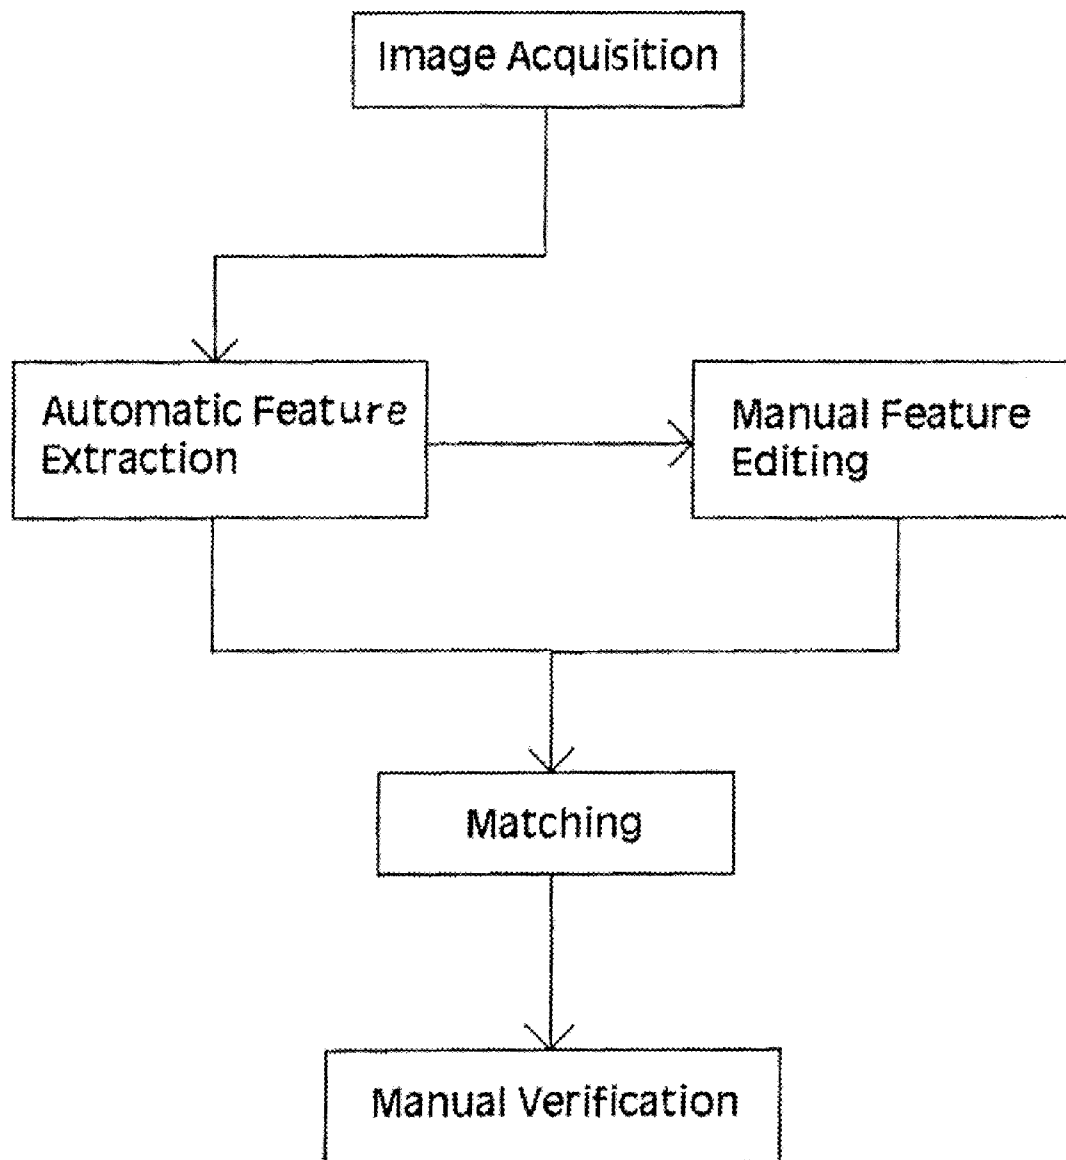 Image Acquisition
Automatic Feature
Extraction
Manual Feature
Editing
Matching
Manual Verification